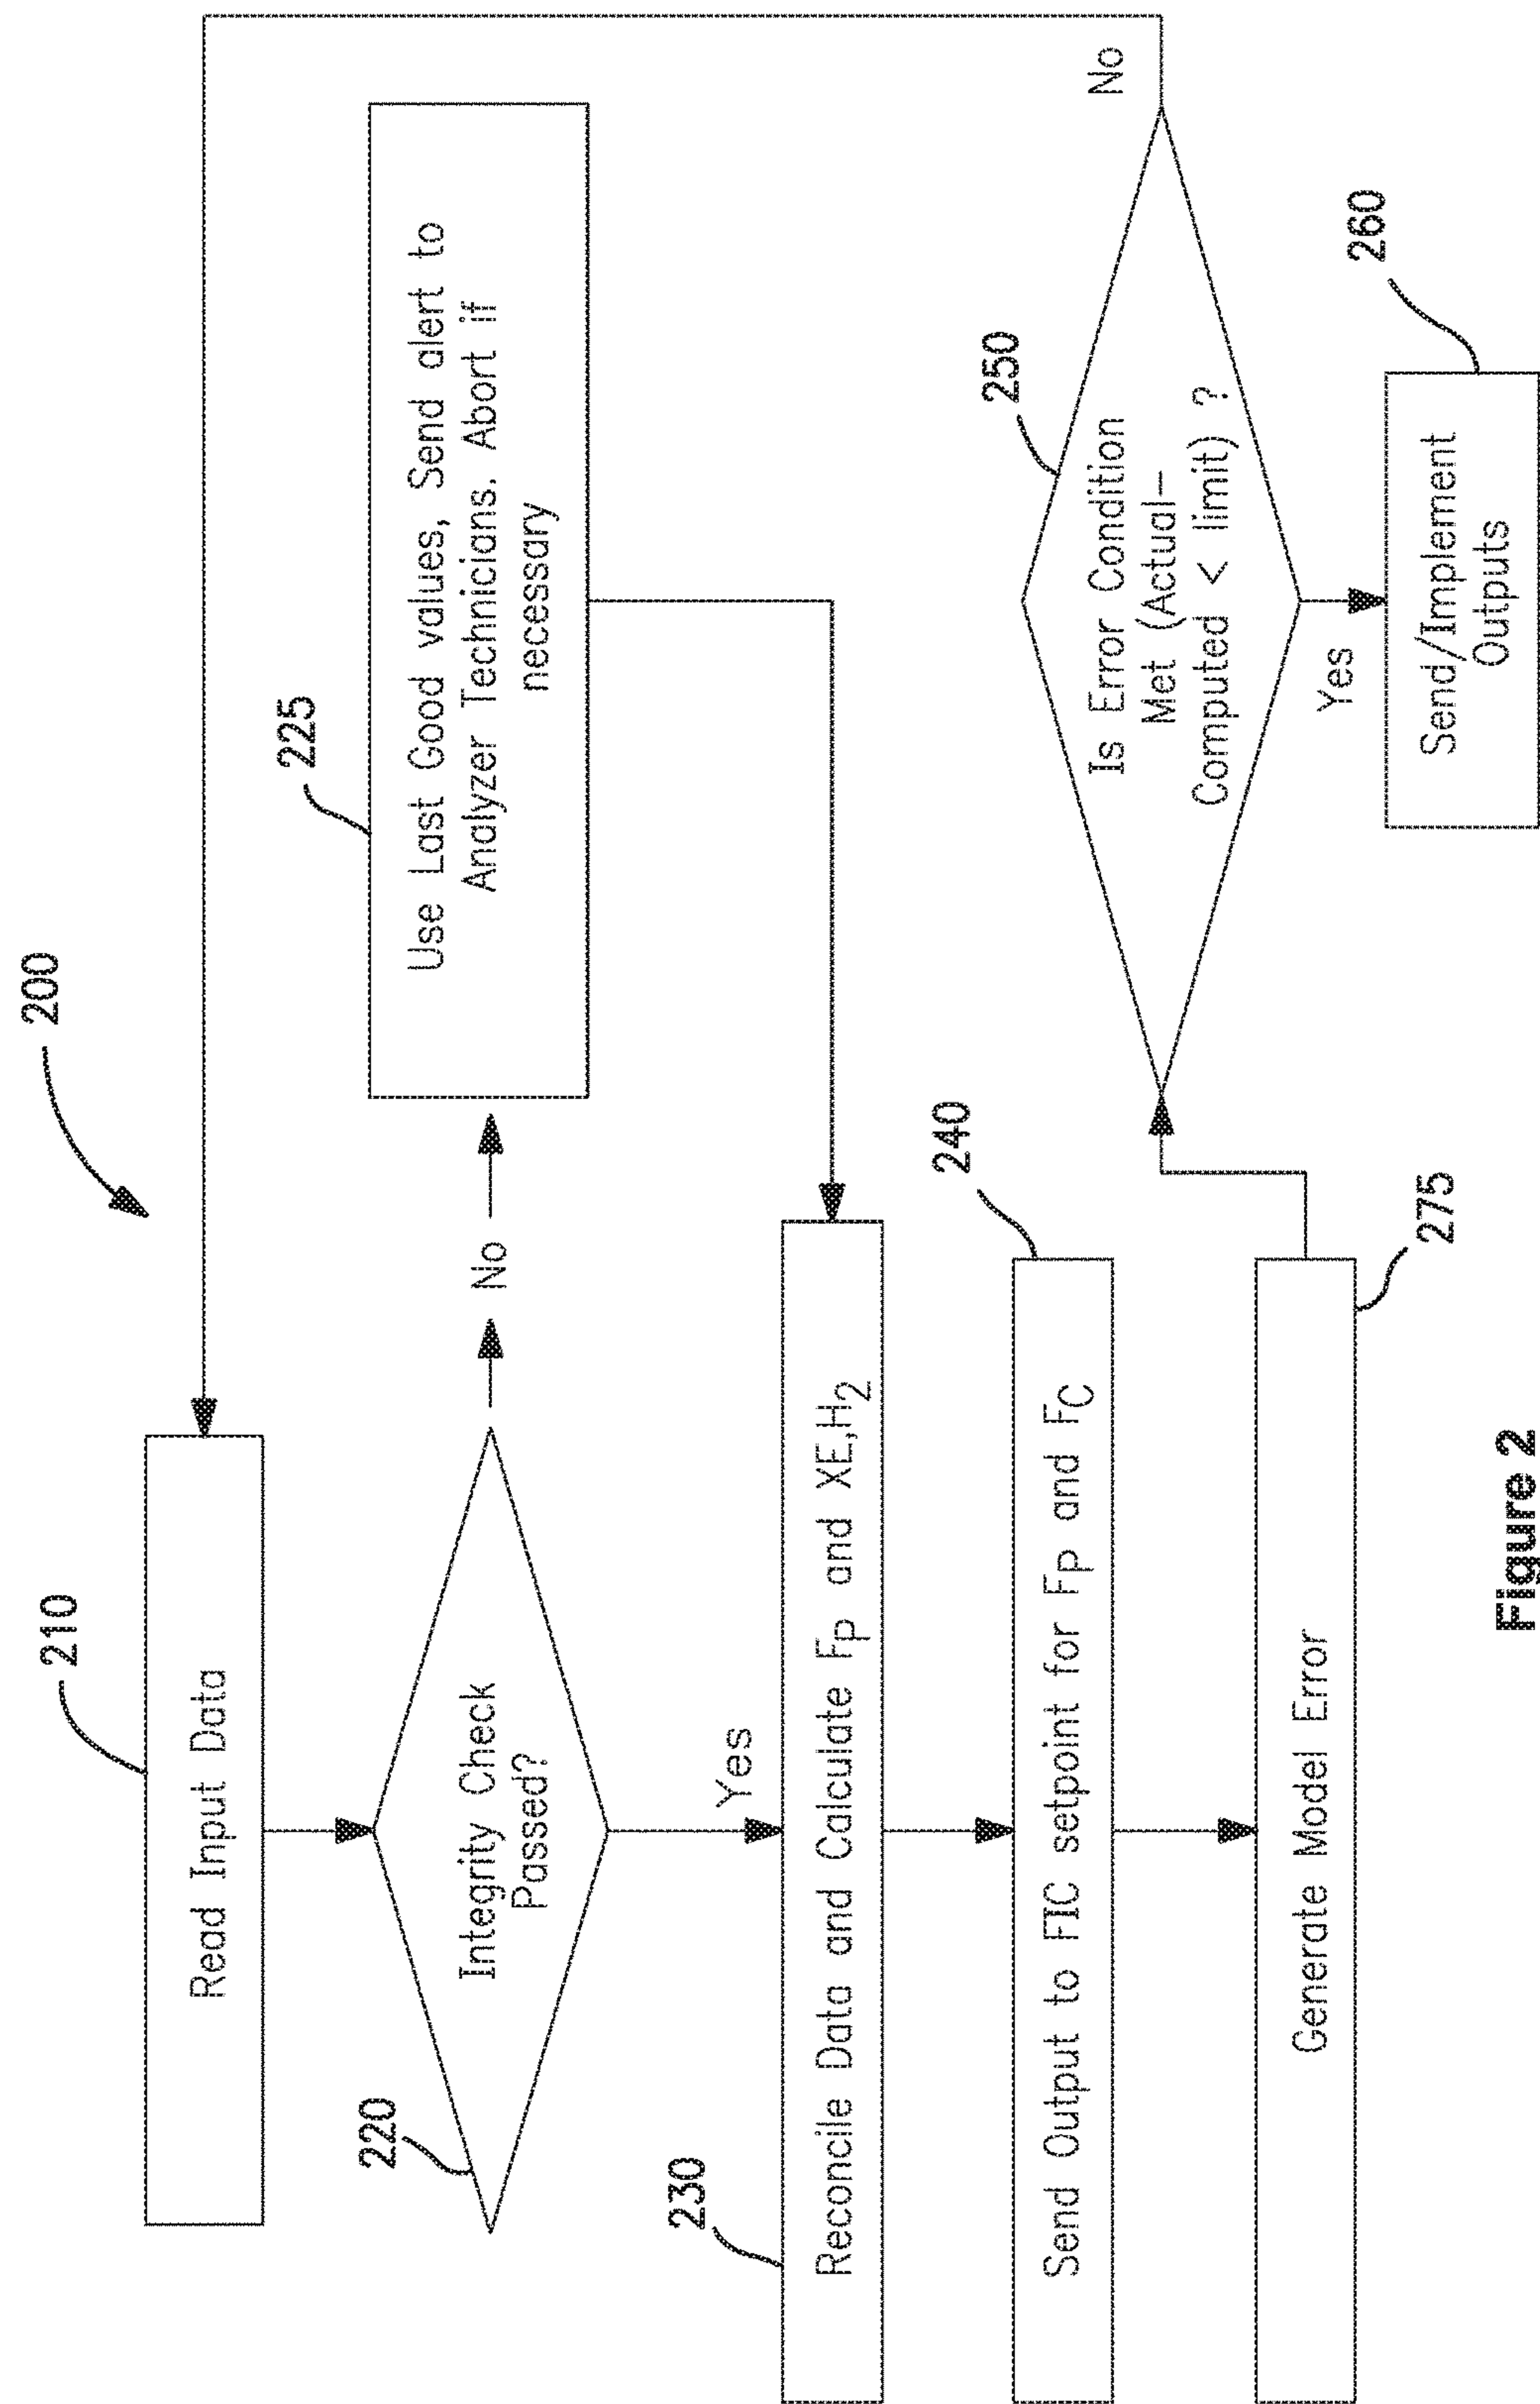 200
210
Read Input Data
220
Integrity Check
Passed?
No
225
Use Last Good values, Send alert to
Analyzer Technicians. Abort if
necessary
Yes
230
Reconcile Data and Calculate Fp and XE,H2
240
Send Output to FIC setpoint for Fp and FC
Generate Model Error
275
250
Is Error Condition
Met (Actual-
Computed < limit) ?
No
Yes
260
Send/Implement
Outputs
Figure 2